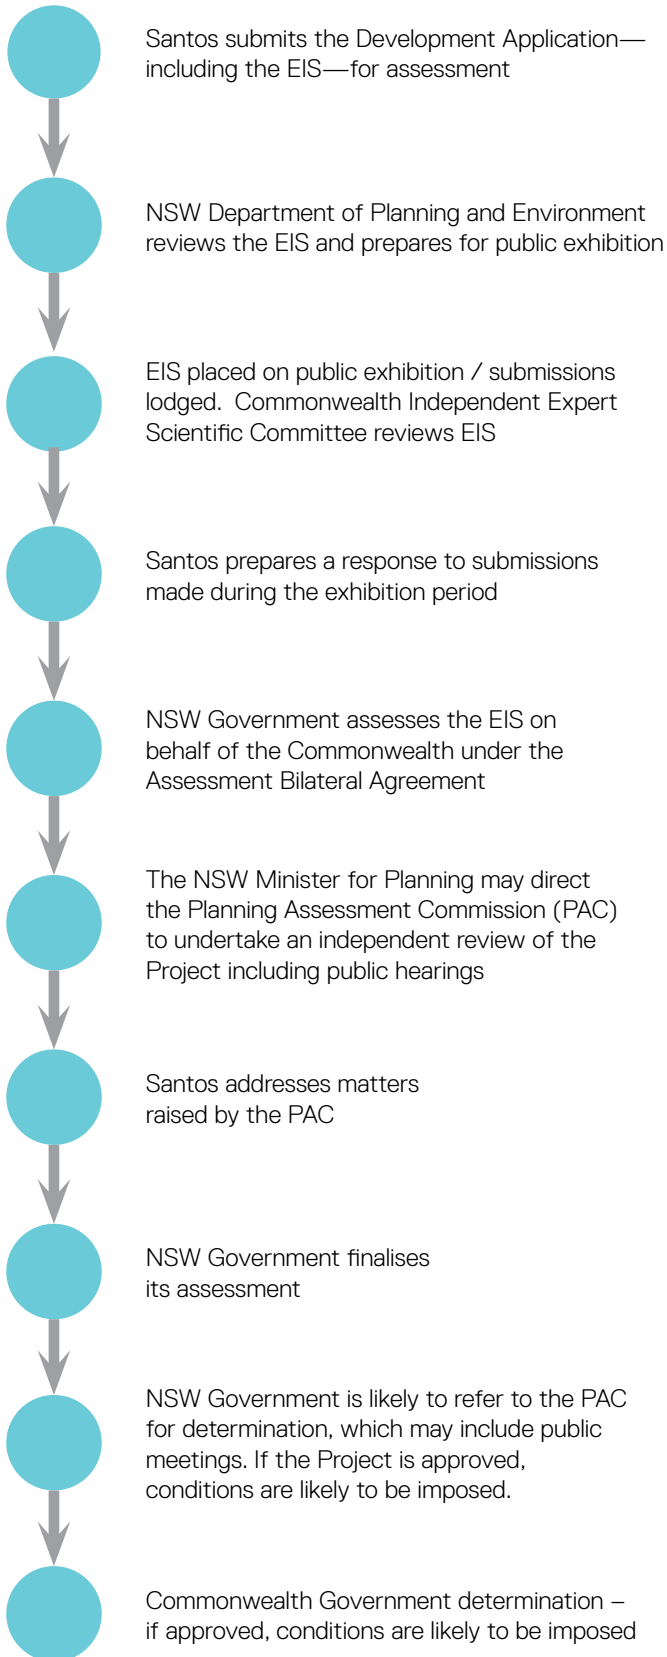 Santos submits the Development Application—
including the EIS—for assessment
NSW Department of Planning and Environment
reviews the EIS and prepares for public exhibition
EIS placed on public exhibition / submissions
lodged.  Commonwealth Independent Expert
Scientific Committee reviews EIS
Santos prepares a response to submissions
made during the exhibition period
NSW Government assesses the EIS on
behalf of the Commonwealth under the
Assessment Bilateral Agreement
The NSW Minister for Planning may direct
the Planning Assessment Commission (PAC)
to undertake an independent review of the
Project including public hearings
Santos addresses matters
raised by the PAC
NSW Government finalises
its assessment
NSW Government is likely to refer to the PAC
for determination, which may include public
meetings. If the Project is approved,
conditions are likely to be imposed.
Commonwealth Government determination –
if approved, conditions are likely to be imposed